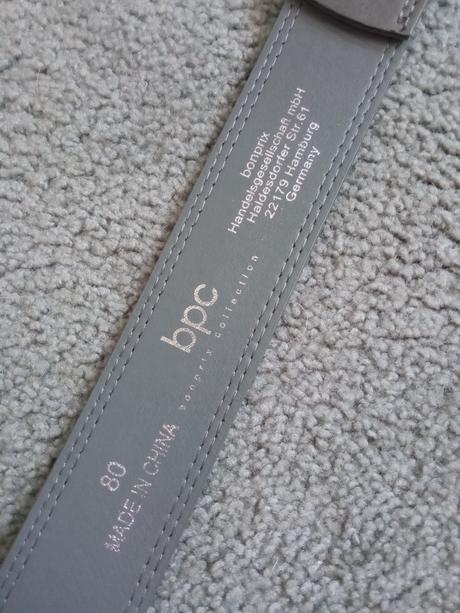 bonprix
Handelsgesellschaft mbH
Haldesdorfer Str.61
22179 Hamburg
Germany
bpc
bonprix collection
80
MADE IN CHINA